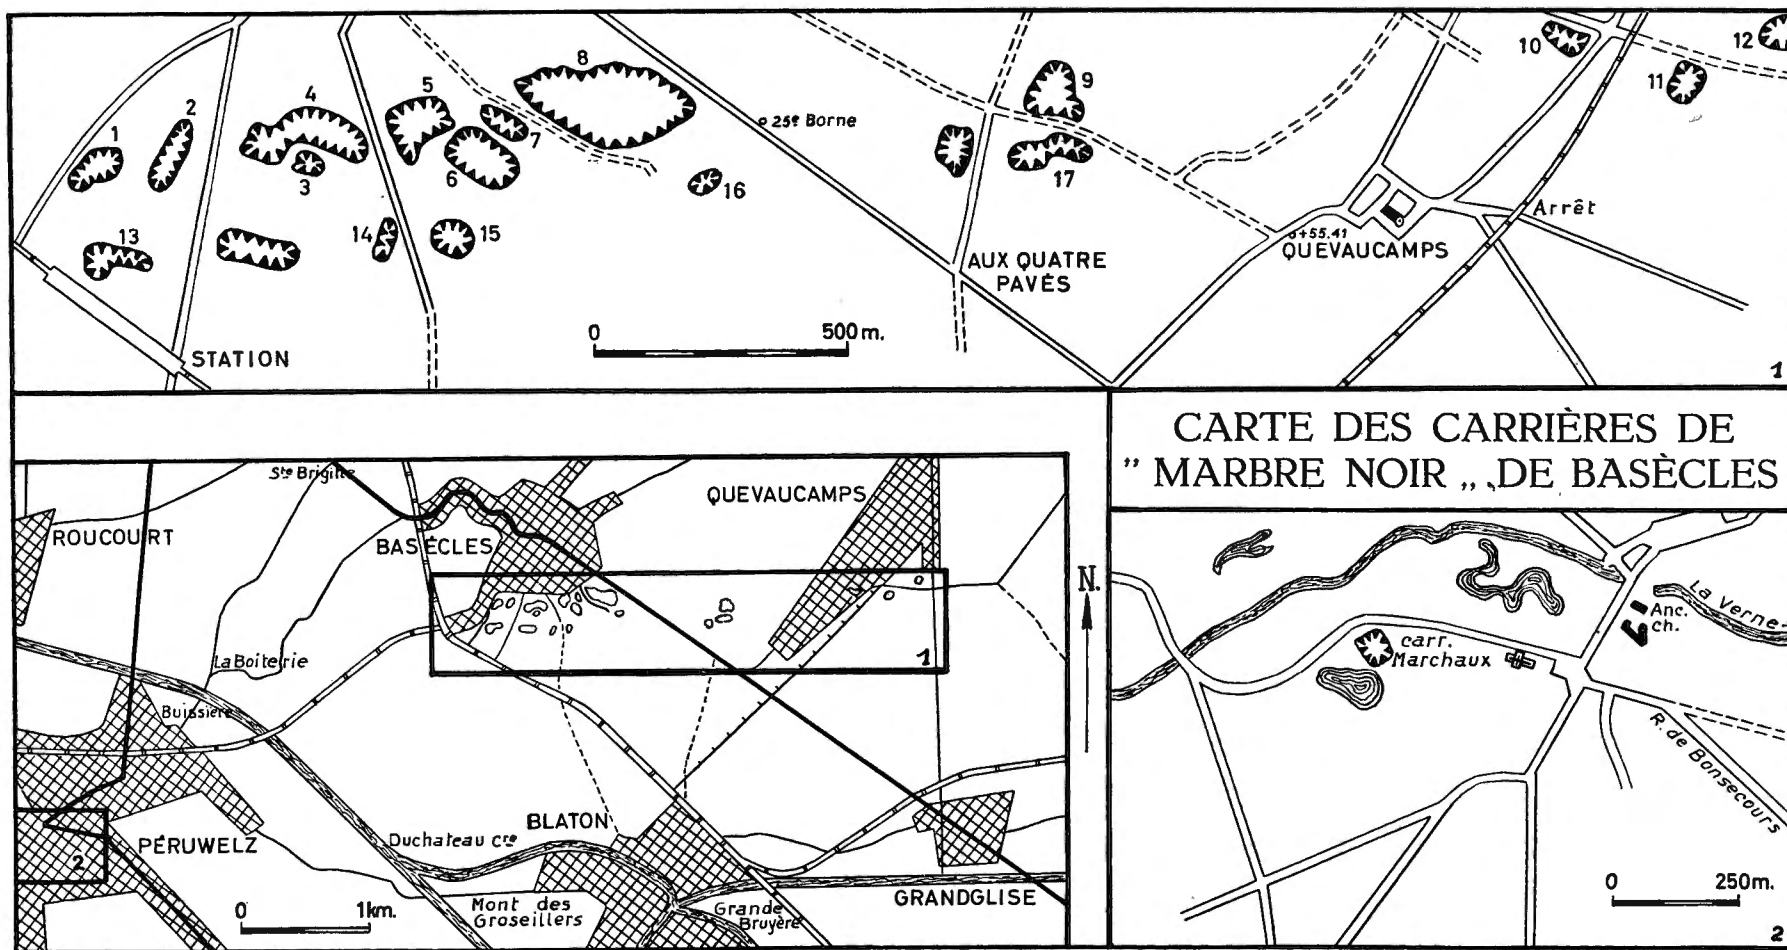 1
2
3
4
5
6
7
8
9
10
11
12
13
14
15
16
17
25e Borne
AUX QUATRE
PAVÉS
+55.41
QUEVAUCAMPS
Arrêt
STATION
0 500 m.
1
CARTE DES CARRIÈRES DE
" MARBRE NOIR „ DE BASÈCLES
Ste Brigitte
ROUCOURT
BASÈCLES
QUEVAUCAMPS
La Boiterie
Buissière
1
PÉRUWELZ
2
Duchateau Cre
BLATON
Mont des
Groseillers
Grande
Bruyère
GRANDGLISE
0 1km.
N.
La Verne
Anc.
ch.
carr.
Marchaux
R. de Bonsecours
0 250m.
2